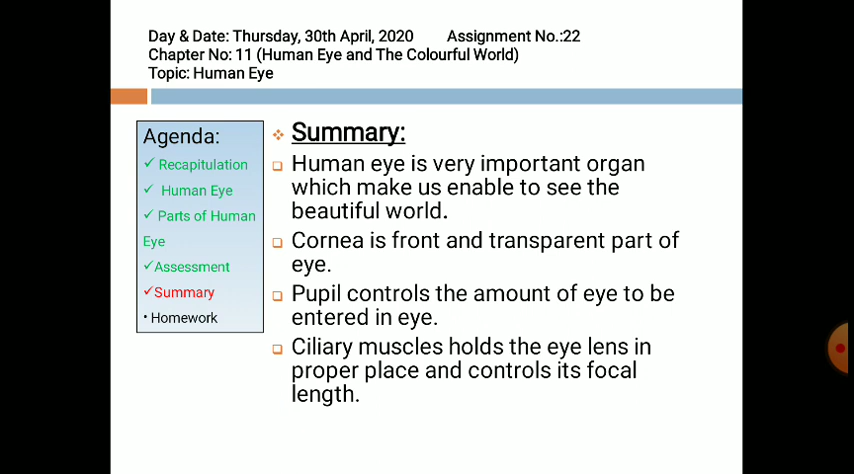 Day & Date: Thursday, 30th April, 2020 Assignment No.:22
Chapter No: 11 (Human Eye and The Colourful World)
Topic: Human Eye
Agenda:
✓ Recapitulation
✓ Human Eye
✓ Parts of Human
Eye
✓Assessment
✓Summary
• Homework
❖ Summary:
❑ Human eye is very important organ
which make us enable to see the
beautiful world.
❑ Cornea is front and transparent part of
eye.
❑ Pupil controls the amount of eye to be
entered in eye.
❑ Ciliary muscles holds the eye lens in
proper place and controls its focal
length.